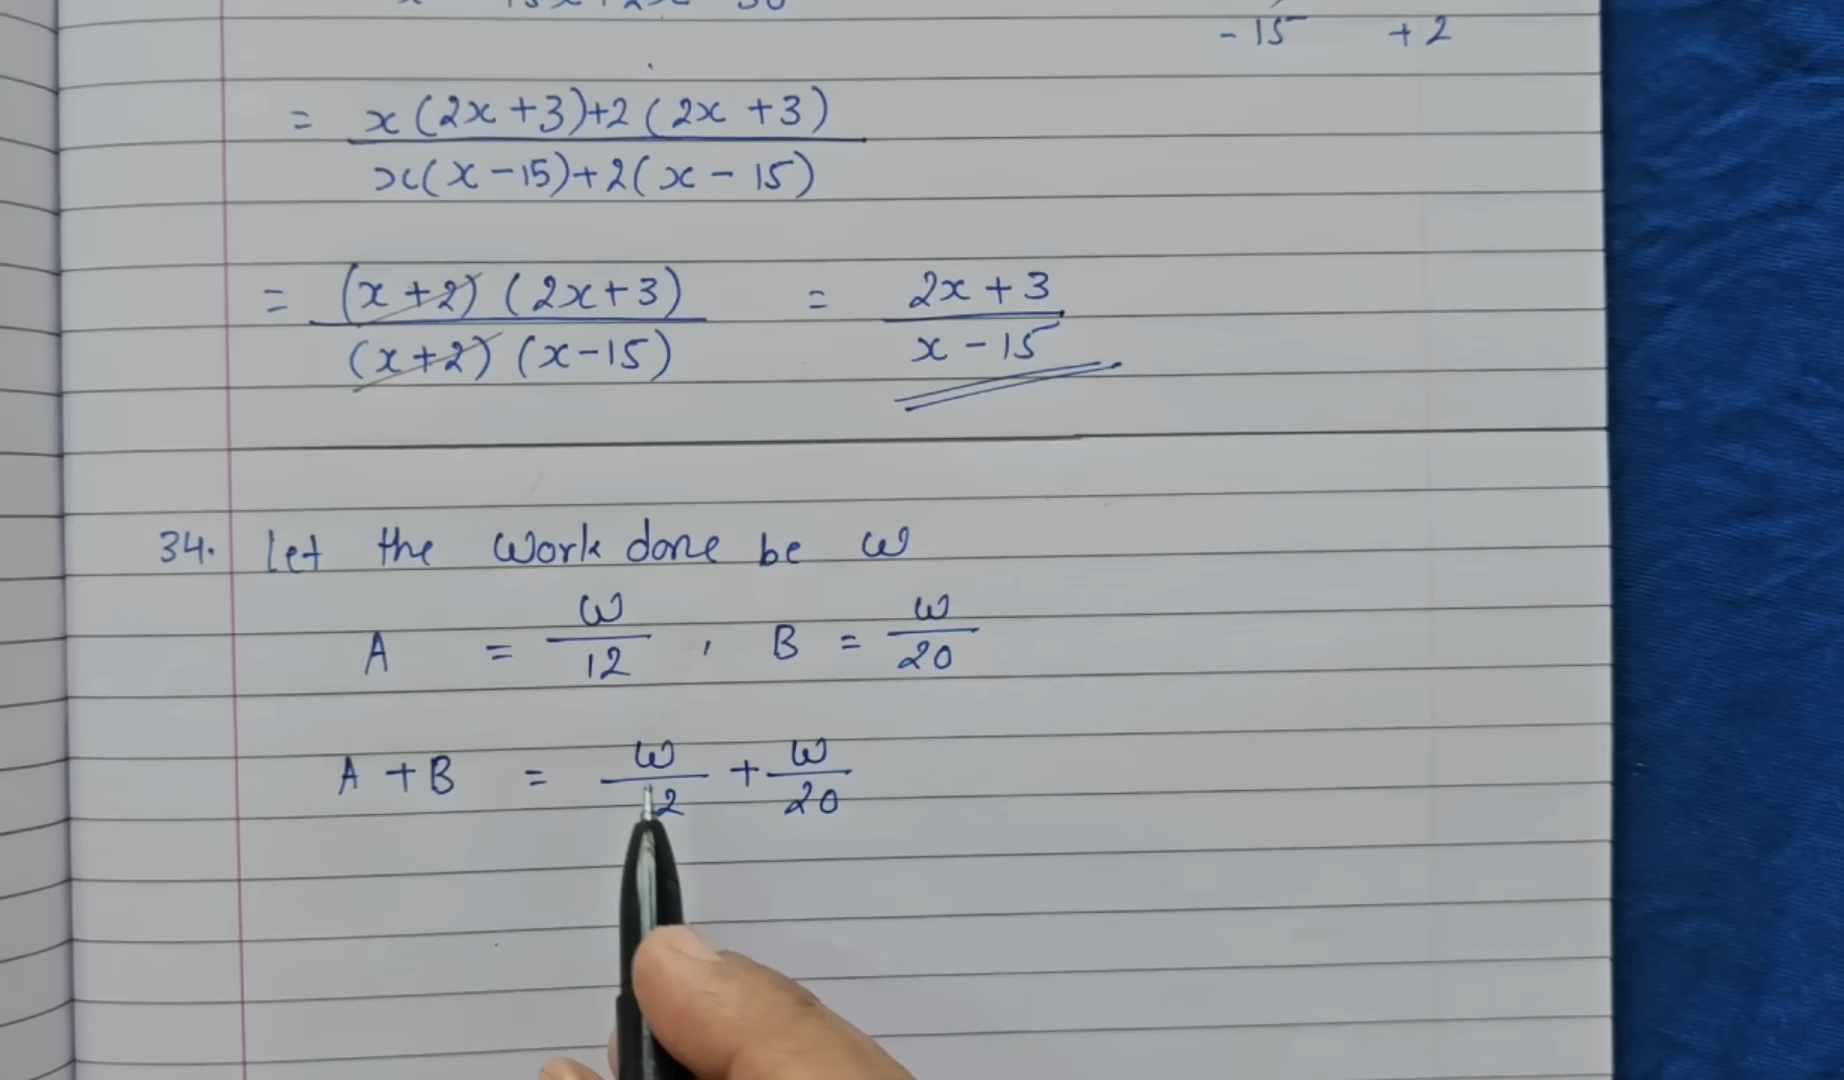 - 15 + 2
= x(2x+3)+2(2x+3) / x(x-15)+2(x-15)
= (x+2)(2x+3) / (x+2)(x-15) = 2x+3 / x-15
34. Let the work done be w
A = w/12 , B = w/20
A+B = w/12 + w/20